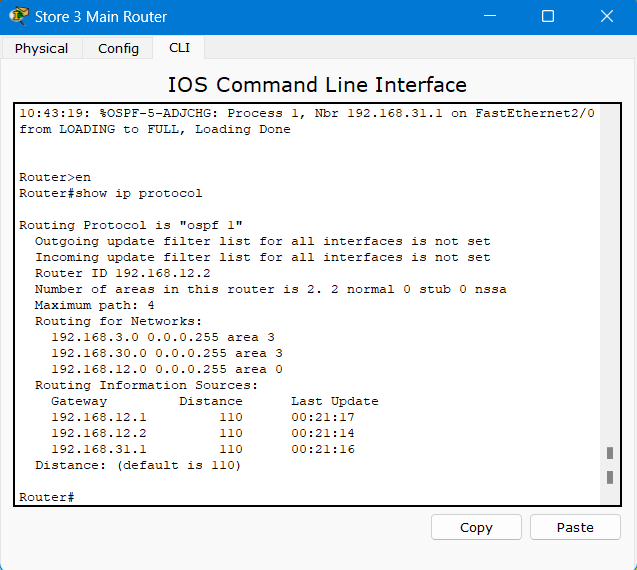 Store 3 Main Router
Physical Config CLI
IOS Command Line Interface
10:43:19: %OSPF-5-ADJCHG: Process 1, Nbr 192.168.31.1 on FastEthernet2/0
from LOADING to FULL, Loading Done
Router>en
Router#show ip protocol
Routing Protocol is "ospf 1"
Outgoing update filter list for all interfaces is not set
Incoming update filter list for all interfaces is not set
Router ID 192.168.12.2
Number of areas in this router is 2. 2 normal 0 stub 0 nssa
Maximum path: 4
Routing for Networks:
192.168.3.0 0.0.0.255 area 3
192.168.30.0 0.0.0.255 area 3
192.168.12.0 0.0.0.255 area 0
Routing Information Sources:
Gateway Distance Last Update
192.168.12.1 110 00:21:17
192.168.12.2 110 00:21:14
192.168.31.1 110 00:21:16
Distance: (default is 110)
Router#
Copy Paste